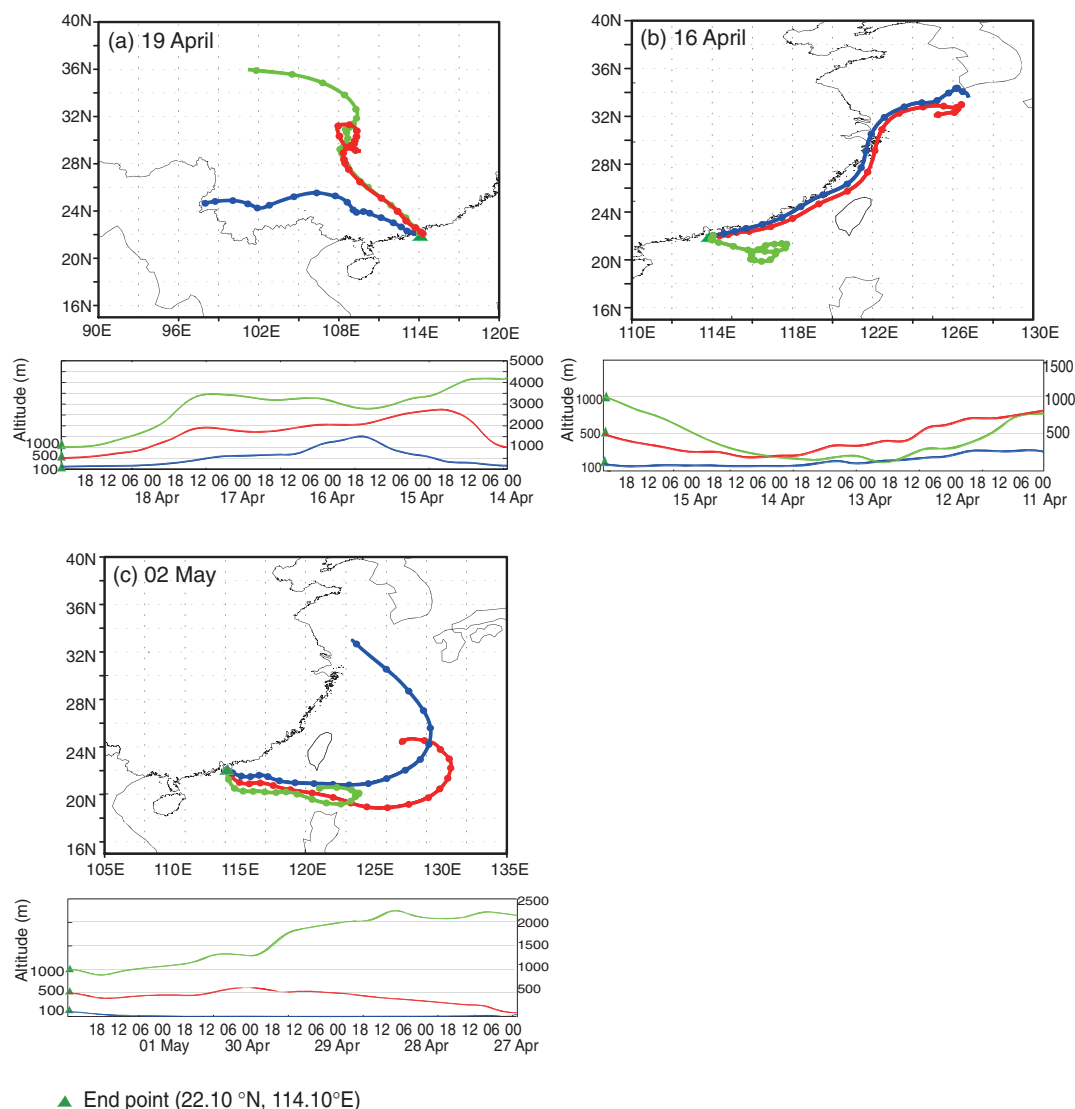 (a) 19 April
40N
36N
32N
28N
24N
20N
16N
90E 96E 102E 108E 114E 120E
Altitude (m)
1000
500
100
5000
4000
3000
2000
1000
18 12 06 00 18 12 06 00 18 12 06 00 18 12 06 00 18 12 06 00
18 Apr 17 Apr 16 Apr 15 Apr 14 Apr
(b) 16 April
40N
36N
32N
28N
24N
20N
16N
110E 114E 118E 122E 126E 130E
Altitude (m)
1000
500
100
1500
1000
500
18 12 06 00 18 12 06 00 18 12 06 00 18 12 06 00 18 12 06 00
15 Apr 14 Apr 13 Apr 12 Apr 11 Apr
(c) 02 May
40N
36N
32N
28N
24N
20N
16N
105E 110E 115E 120E 125E 130E 135E
Altitude (m)
1000
500
100
2500
2000
1500
1000
500
18 12 06 00 18 12 06 00 18 12 06 00 18 12 06 00 18 12 06 00
01 May 30 Apr 29 Apr 28 Apr 27 Apr
End point (22.10 °N, 114.10°E)